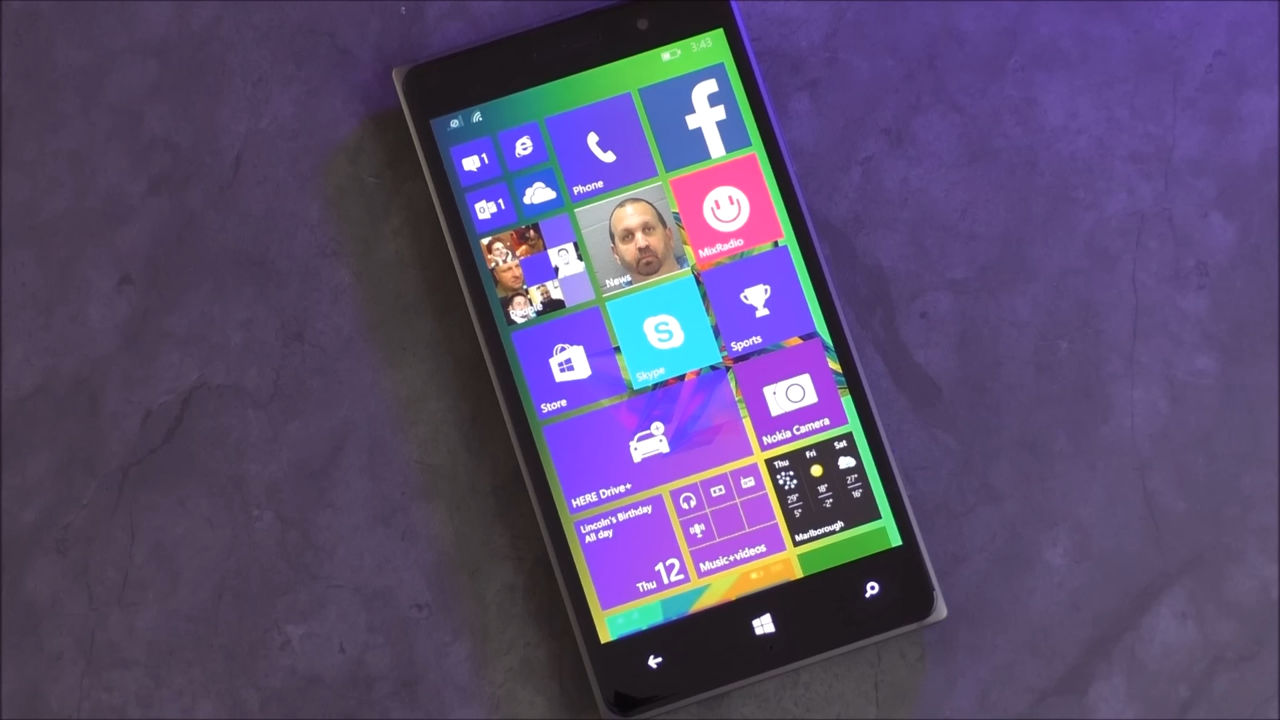 3:43
1
1
Phone
f
People
News
MixRadio
Store
S
Skype
Sports
HERE Drive+
Nokia Camera
Lincoln's Birthday
All day
Thu 12
Music+videos
Thu Fri Sat
29° 18° 27°
5° -2° 16°
Marlborough